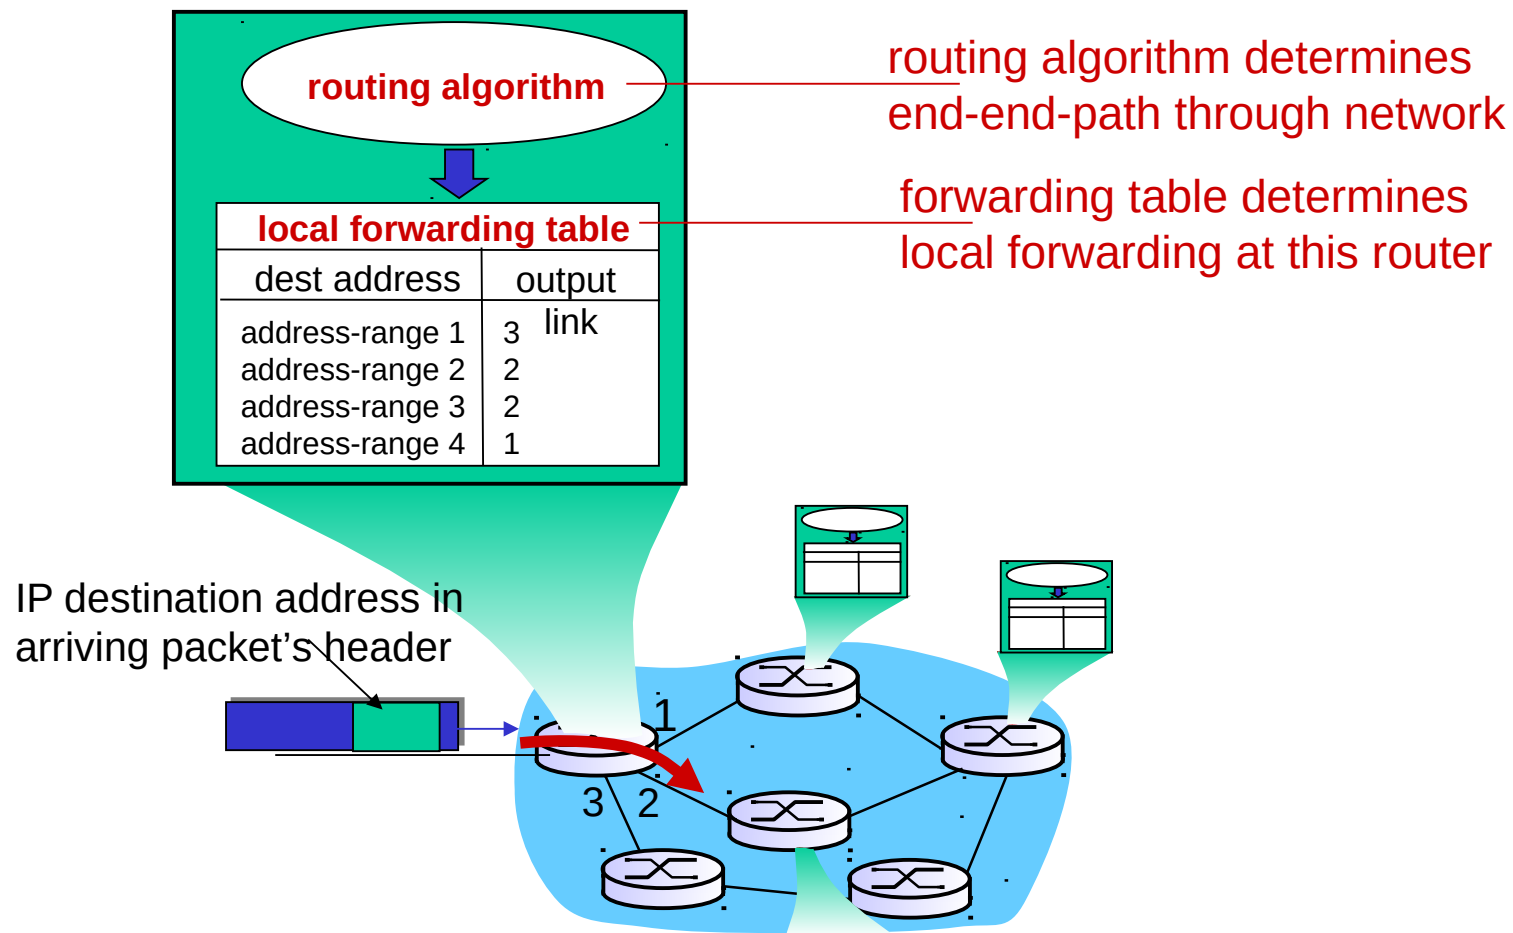 routing algorithm
routing algorithm determines
end-end-path through network
forwarding table determines
local forwarding at this router
local forwarding table
dest address
output
link
address-range 1
3
address-range 2
2
address-range 3
2
address-range 4
1
IP destination address in
arriving packet’s header
1
3
2